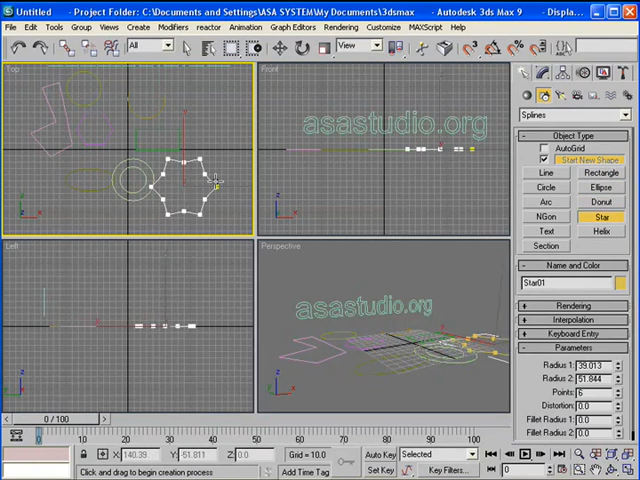 Untitled - Project Folder: C:\Documents and Settings\ASA SYSTEM\My Documents\3dsmax - Autodesk 3ds Max 9 - Displa...
File Edit Tools Group Views Create Modifiers reactor Animation Graph Editors Rendering Customize MAXScript Help
All View
Top
Front
asastudio.org
Left
Perspective
asastudio.org
Splines
Object Type
AutoGrid
Start New Shape
Line Rectangle
Circle Ellipse
Arc Donut
NGon Star
Text Helix
Section
Name and Color
Star01
+ Rendering
+ Interpolation
+ Keyboard Entry
- Parameters
Radius 1: 39.013
Radius 2: 51.844
Points: 6
Distortion: 0.0
Fillet Radius 1: 0.0
Fillet Radius 2: 0.0
0 / 100
0 10 20 30 40 50 60 70 80 90 100
X: 140.39 Y: -51.811 Z: 0.0 Grid = 10.0 Auto Key Selected
Click and drag to begin creation process Add Time Tag Set Key Key Filters... 0